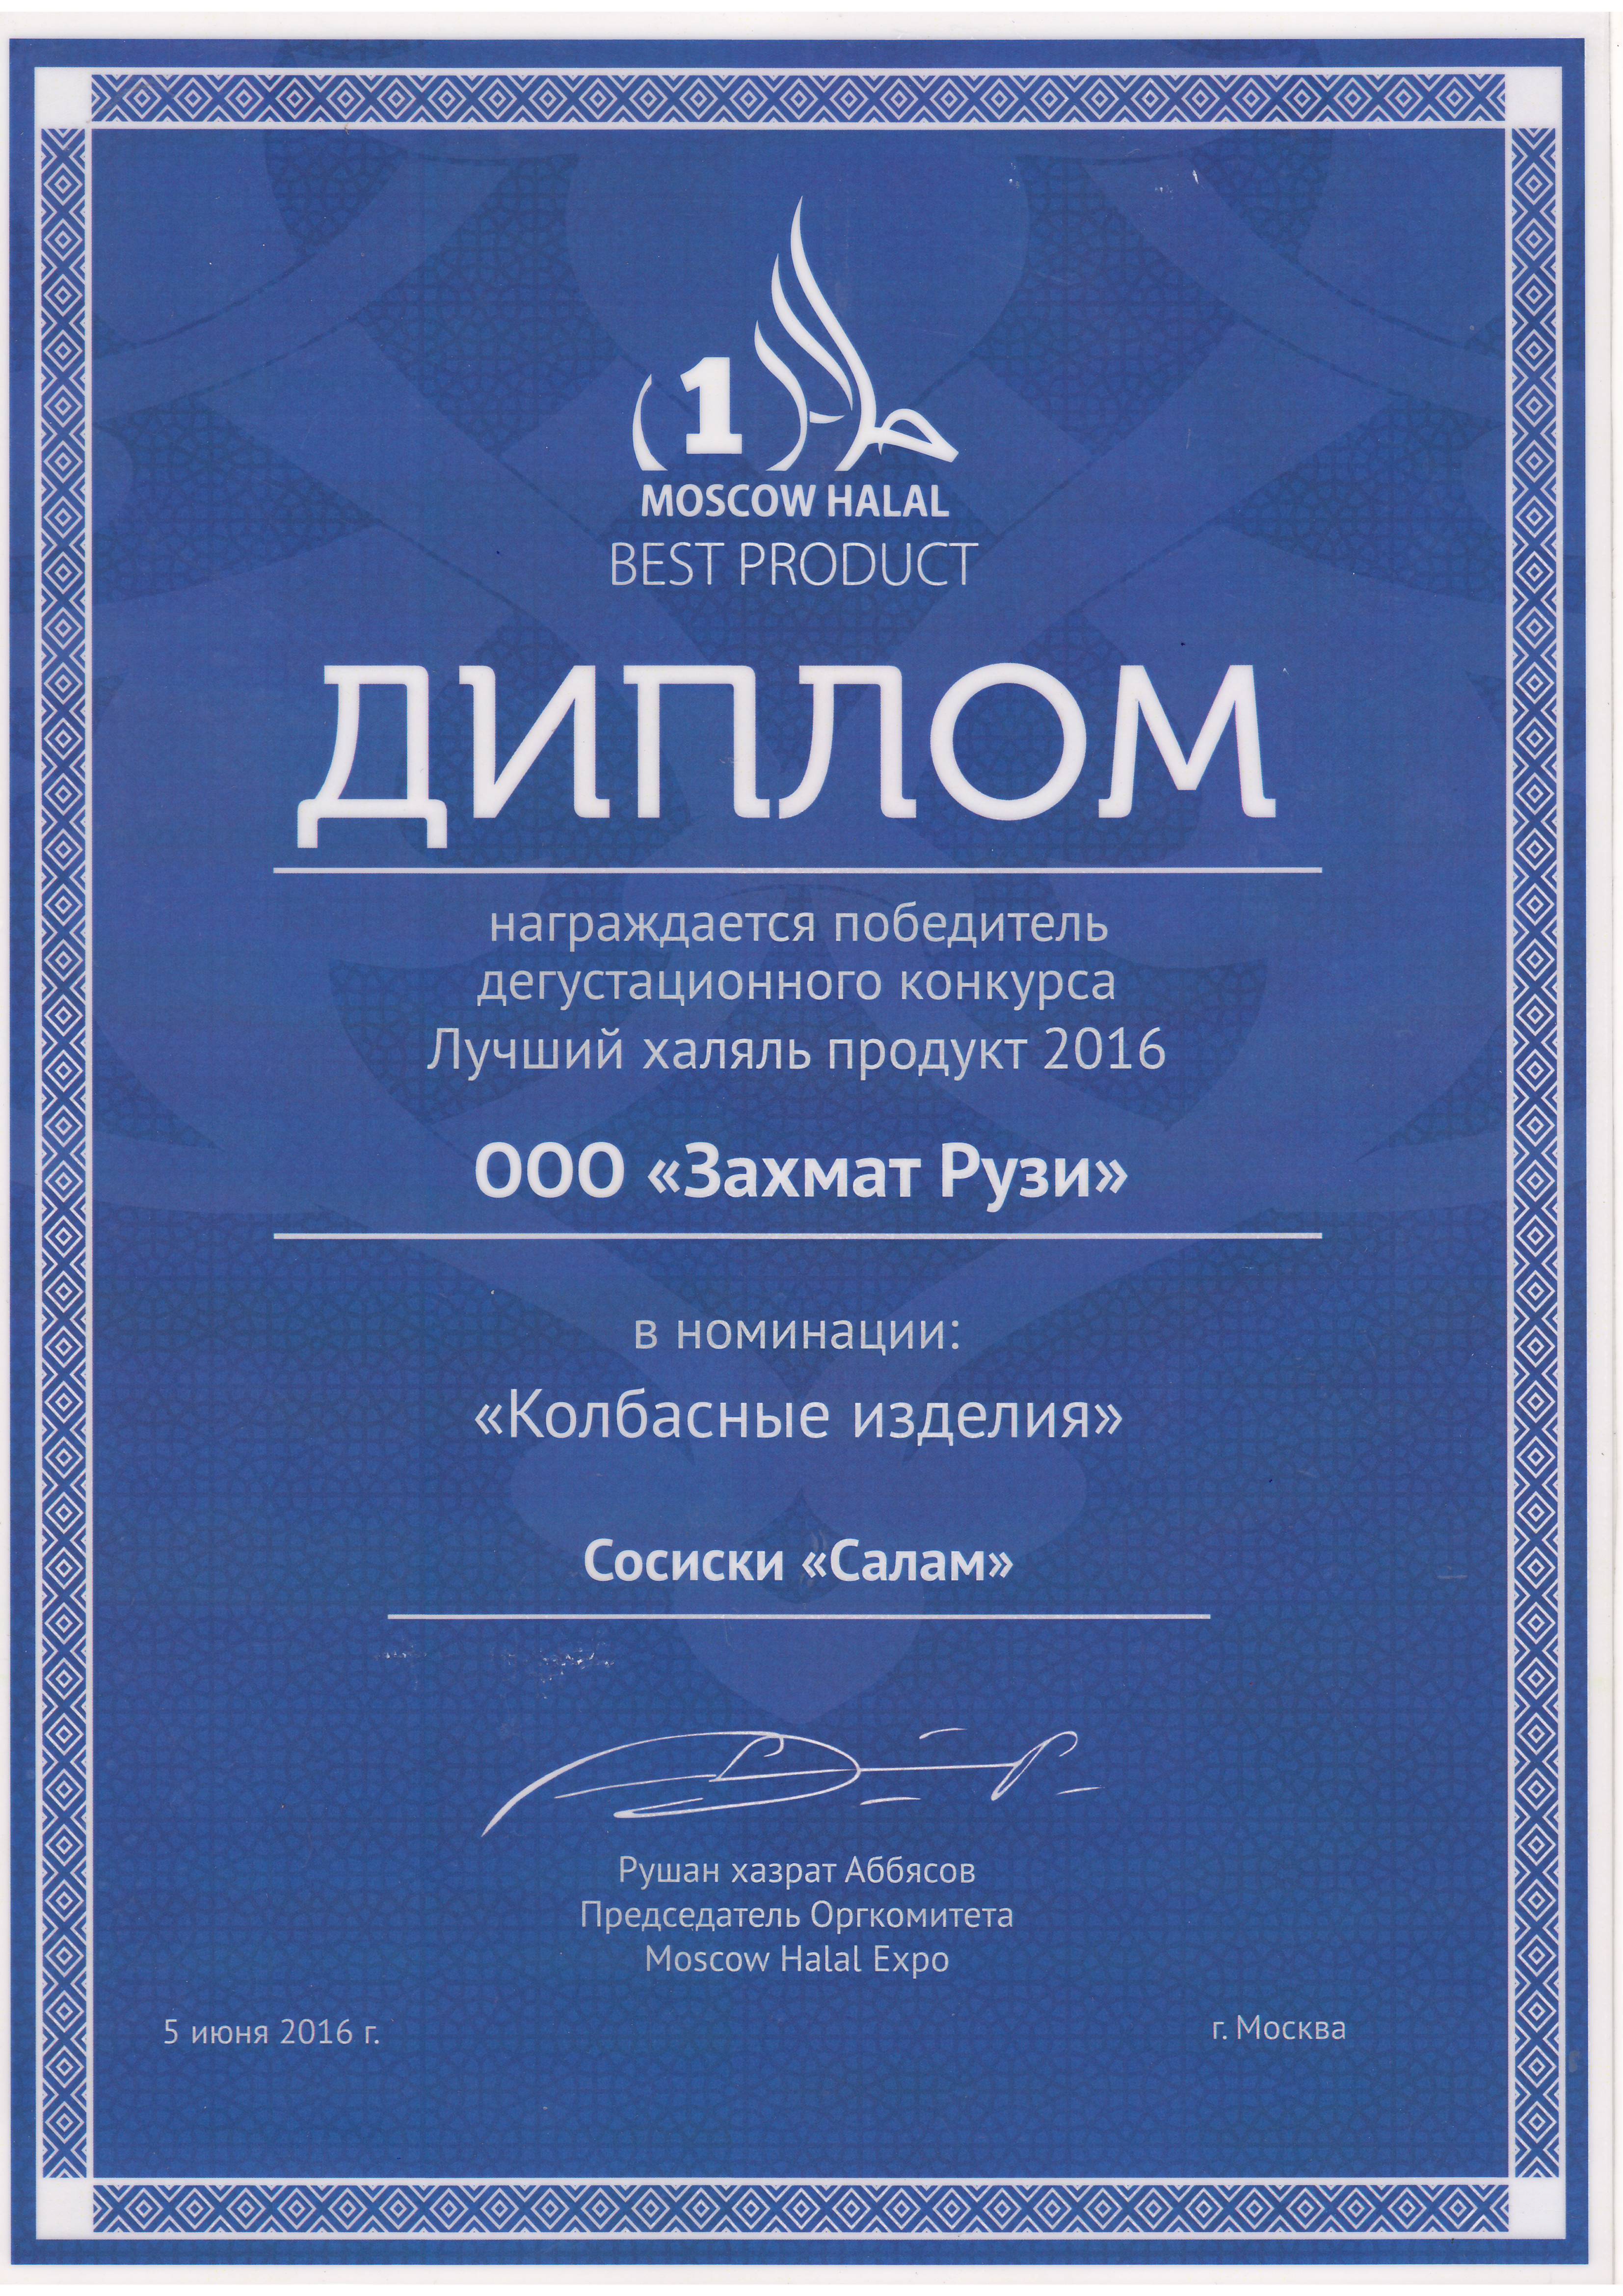 1
MOSCOW HALAL
BEST PRODUCT
ДИПЛОМ
награждается победитель
дегустационного конкурса
Лучший халяль продукт 2016
ООО «Захмат Рузи»
в номинации:
«Колбасные изделия»
Сосиски «Салам»
Рушан хазрат Аббясов
Председатель Оргкомитета
Moscow Halal Expo
5 июня 2016 г.
г. Москва